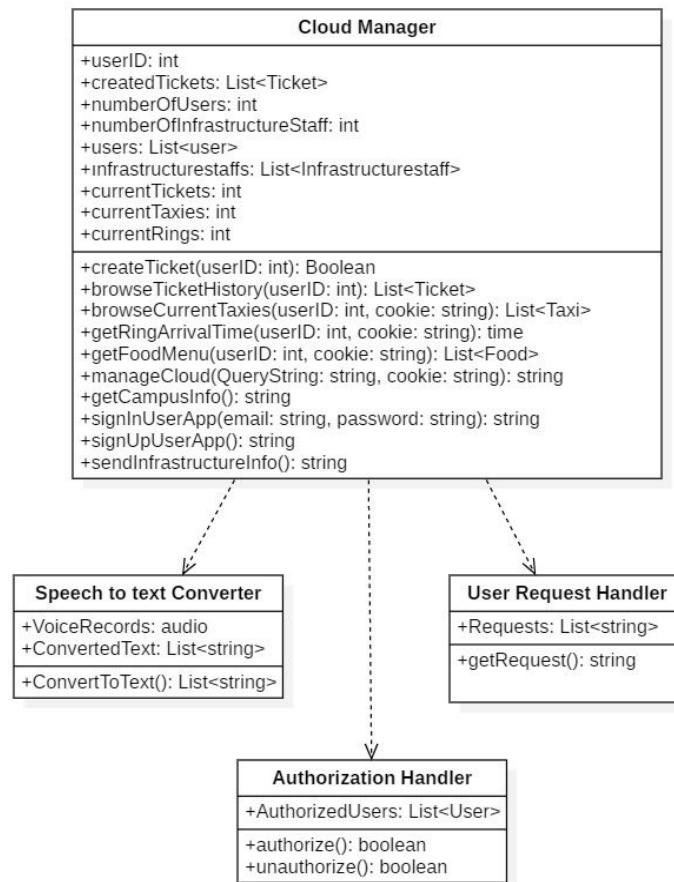 Cloud Manager
+userID: int
+createdTickets: List<Ticket>
+numberOfUsers: int
+numberOfInfrastructureStaff: int
+users: List<user>
+ınfrastructurestaffs: List<Infrastructurestaff>
+currentTickets: int
+currentTaxies: int
+currentRings: int
+createTicket(userID: int): Boolean
+browseTicketHistory(userID: int): List<Ticket>
+browseCurrentTaxies(userID: int, cookie: string): List<Taxi>
+getRingArrivalTime(userID: int, cookie: string): time
+getFoodMenu(userID: int, cookie: string): List<Food>
+manageCloud(QueryString: string, cookie: string): string
+getCampusInfo(): string
+signInUserApp(email: string, password: string): string
+signUpUserApp(): string
+sendInfrastructureInfo(): string
Speech to text Converter
+VoiceRecords: audio
+ConvertedText: List<string>
+ConvertToText(): List<string>
User Request Handler
+Requests: List<string>
+getRequest(): string
Authorization Handler
+AuthorizedUsers: List<User>
+authorize(): boolean
+unauthorize(): boolean